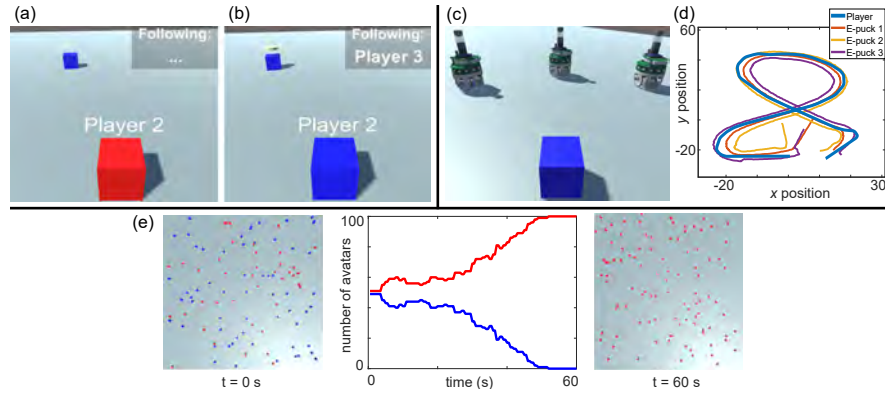 (a)
Following:
...
Player 2
(b)
Following:
Player 3
Player 2
(c)
(d)
60
-20
y position
-20
30
x position
Player
E-puck 1
E-puck 2
E-puck 3
(e)
t = 0 s
number of avatars
100
50
0
0
time (s)
60
t = 60 s